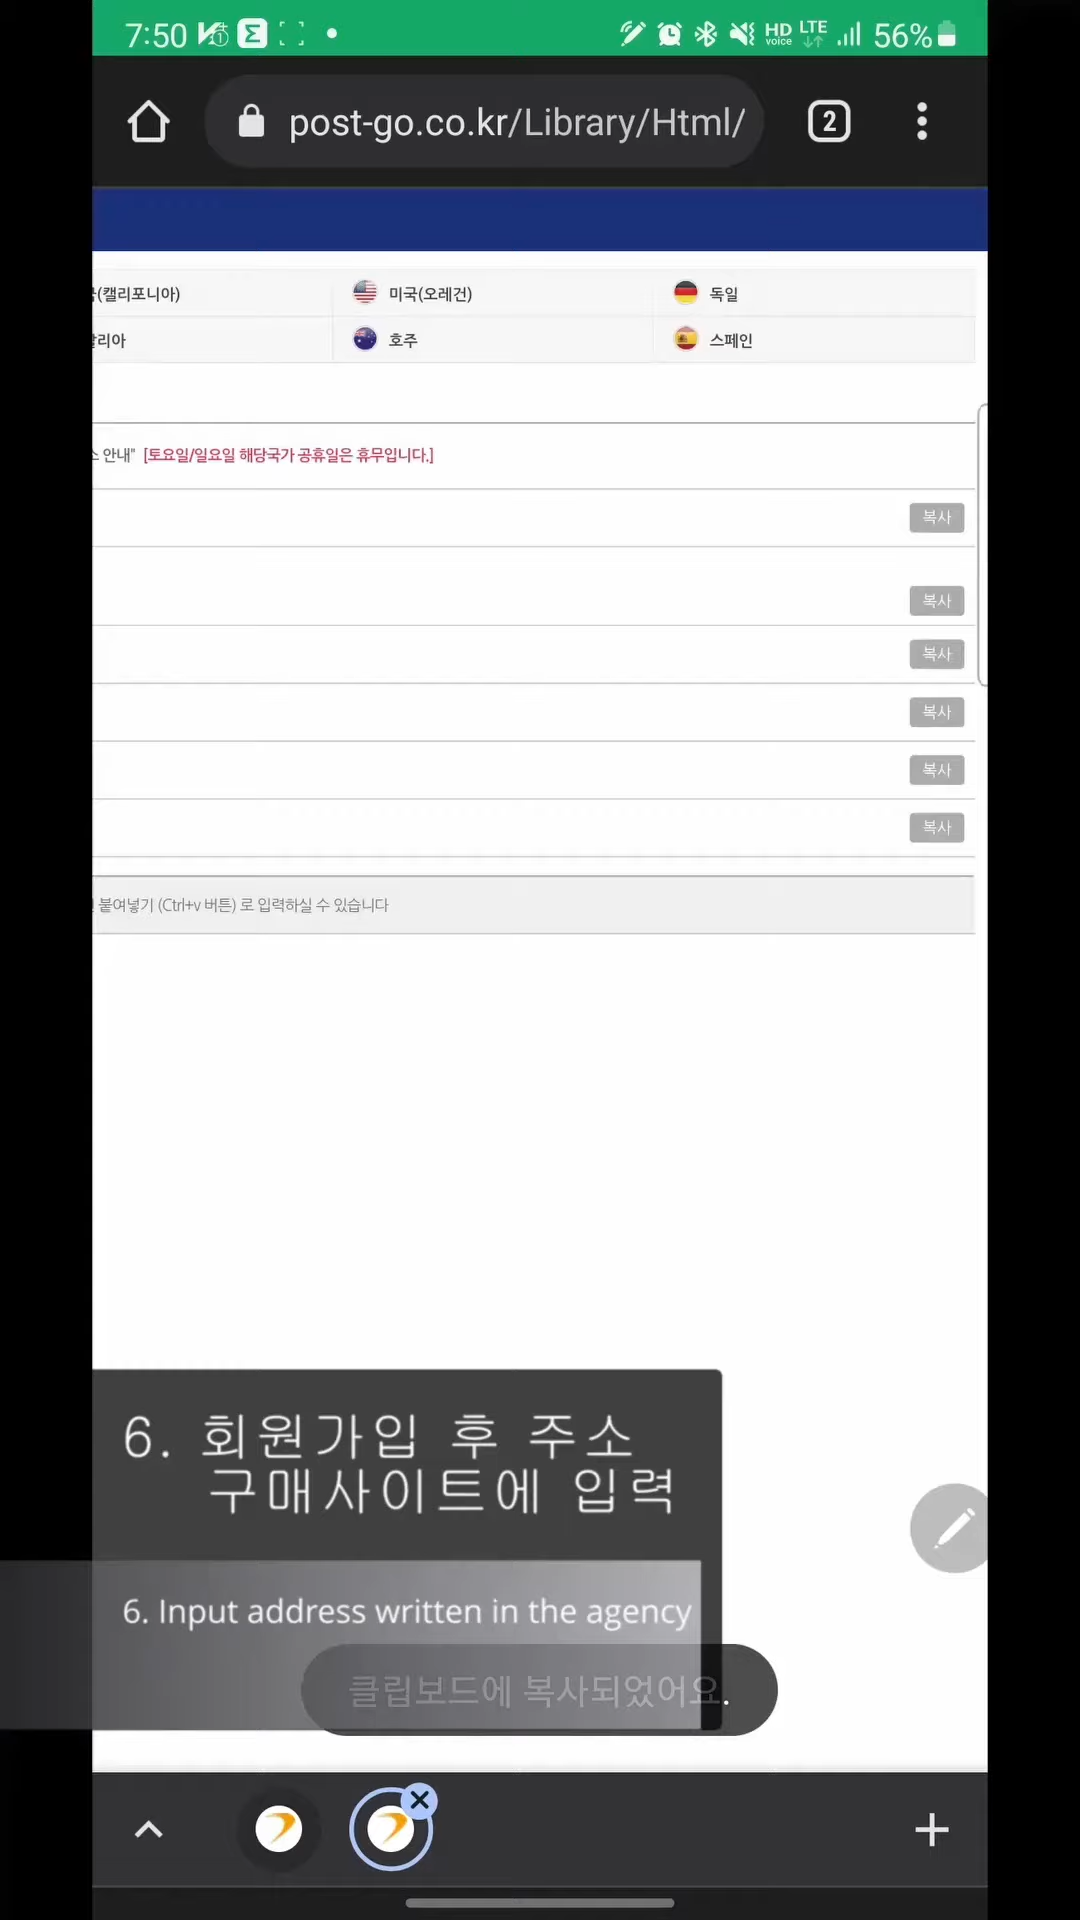 7:50
HD voice LTE 56%
post-go.co.kr/Library/Html/
2
(캘리포니아) 미국(오레건) 독일
리아 호주 스페인
안내" [토요일/일요일 해당국가 공휴일은 휴무입니다.]
복사
복사
복사
복사
복사
복사
붙여넣기 (Ctrl+v 버튼) 로 입력하실 수 있습니다
6. 회원가입 후 주소
구매사이트에 입력
6. Input address written in the agency
클립보드에 복사되었어요.